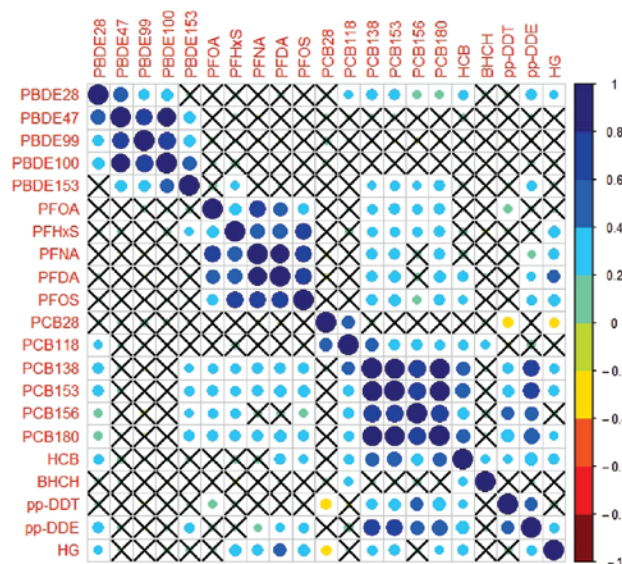 PBDE28 PBDE47 PBDE99 PBDE100 PBDE153 PFOA PFHxS PFNA PFDA PFOS PCB28 PCB118 PCB138 PCB153 PCB156 PCB180 HCB BHCH pp-DDT pp-DDE HG
PBDE28
PBDE47
PBDE99
PBDE100
PBDE153
PFOA
PFHxS
PFNA
PFDA
PFOS
PCB28
PCB118
PCB138
PCB153
PCB156
PCB180
HCB
BHCH
pp-DDT
pp-DDE
HG
1
0.8
0.6
0.4
0.2
0